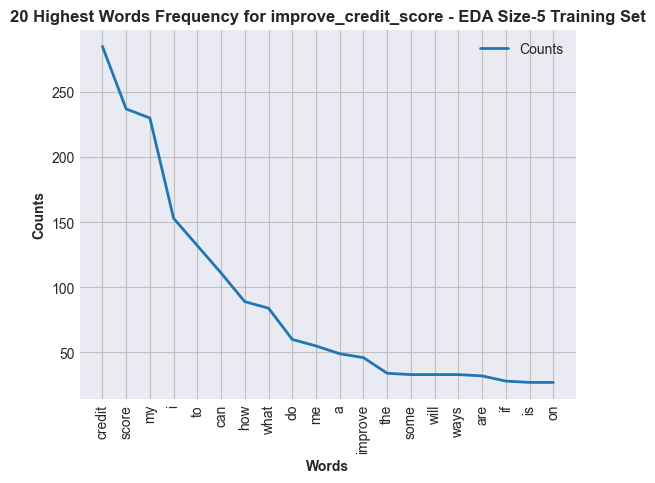 20 Highest Words Frequency for improve_credit_score - EDA Size-5 Training Set
Counts
250
200
150
100
50
Counts
credit
score
my
i
to
can
how
what
do
me
a
improve
the
some
will
ways
are
if
is
on
Words